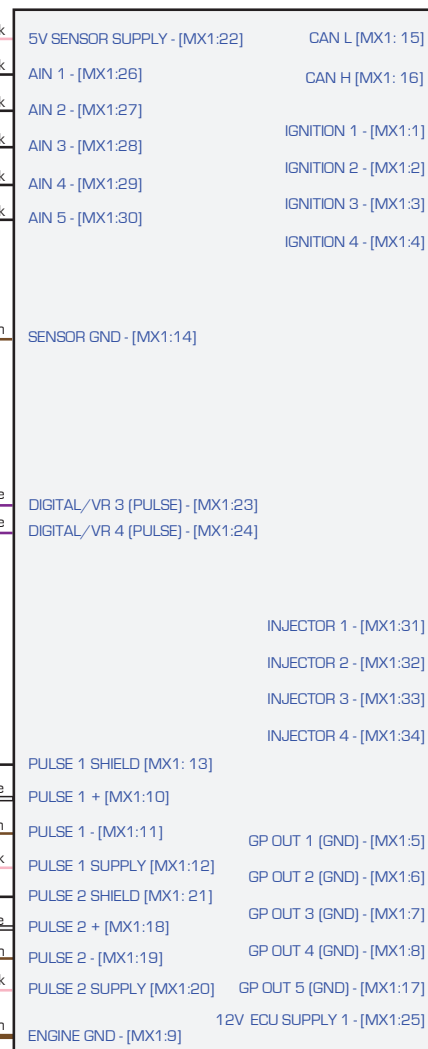 5V SENSOR SUPPLY - [MX1:22]
AIN 1 - [MX1:26]
AIN 2 - [MX1:27]
AIN 3 - [MX1:28]
AIN 4 - [MX1:29]
AIN 5 - [MX1:30]
SENSOR GND - [MX1:14]
DIGITAL/VR 3 (PULSE) - [MX1:23]
DIGITAL/VR 4 (PULSE) - [MX1:24]
PULSE 1 SHIELD [MX1: 13]
PULSE 1 + [MX1:10]
PULSE 1 - [MX1:11]
PULSE 1 SUPPLY [MX1:12]
PULSE 2 SHIELD [MX1: 21]
PULSE 2 + [MX1:18]
PULSE 2 - [MX1:19]
PULSE 2 SUPPLY [MX1:20]
ENGINE GND - [MX1:9]
CAN L [MX1: 15]
CAN H [MX1: 16]
IGNITION 1 - [MX1:1]
IGNITION 2 - [MX1:2]
IGNITION 3 - [MX1:3]
IGNITION 4 - [MX1:4]
INJECTOR 1 - [MX1:31]
INJECTOR 2 - [MX1:32]
INJECTOR 3 - [MX1:33]
INJECTOR 4 - [MX1:34]
GP OUT 1 (GND) - [MX1:5]
GP OUT 2 (GND) - [MX1:6]
GP OUT 3 (GND) - [MX1:7]
GP OUT 4 (GND) - [MX1:8]
GP OUT 5 (GND) - [MX1:17]
12V ECU SUPPLY 1 - [MX1:25]